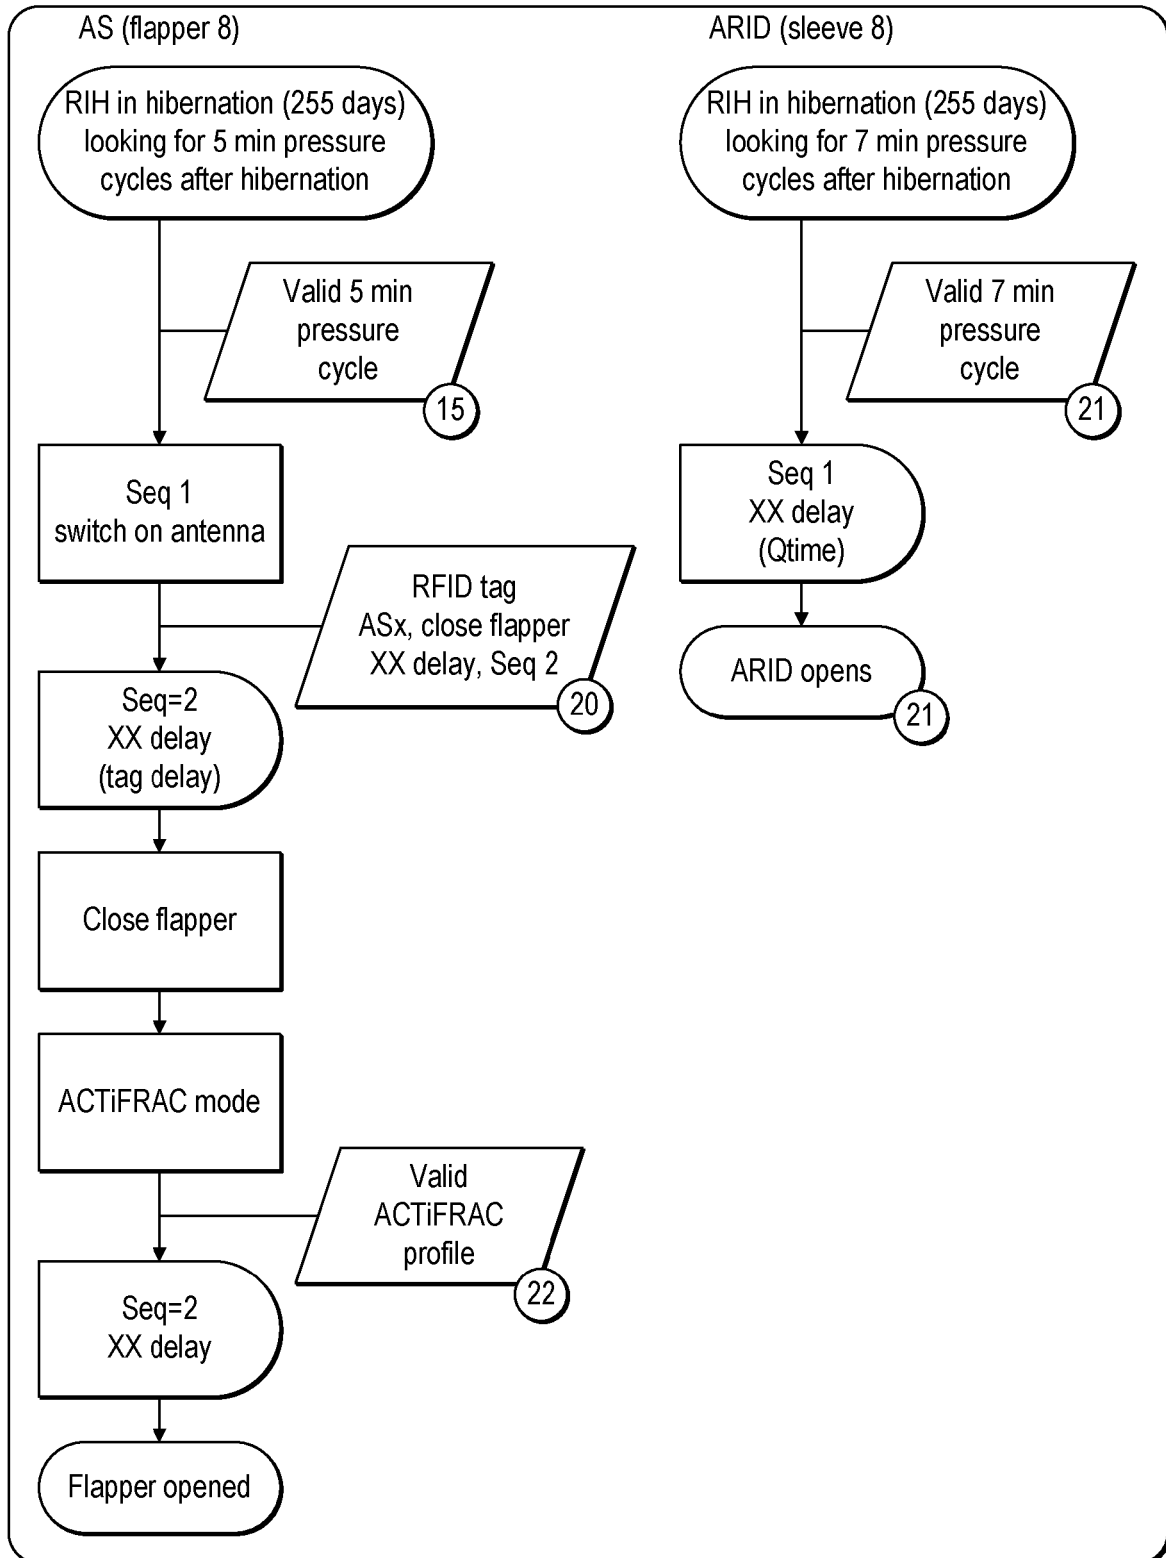 AS (flapper 8)
RIH in hibernation (255 days)
looking for 5 min pressure
cycles after hibernation
Valid 5 min
pressure
cycle
15
Seq 1
switch on antenna
RFID tag
ASx, close flapper
XX delay, Seq 2
20
Seq=2
XX delay
(tag delay)
Close flapper
ACTiFRAC mode
Valid
ACTiFRAC
profile
22
Seq=2
XX delay
Flapper opened
ARID (sleeve 8)
RIH in hibernation (255 days)
looking for 7 min pressure
cycles after hibernation
Valid 7 min
pressure
cycle
21
Seq 1
XX delay
(Qtime)
ARID opens
21